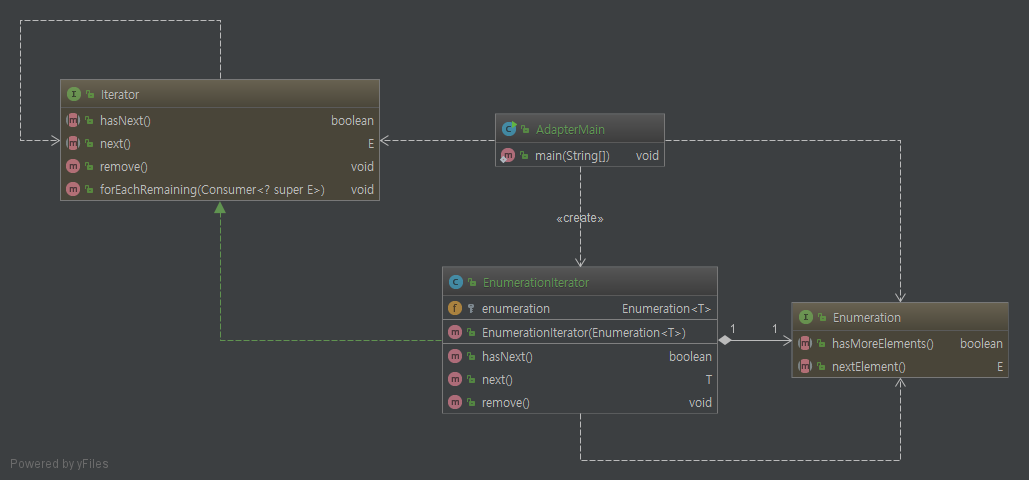 Iterator
hasNext() boolean
next() E
remove() void
forEachRemaining(Consumer<? super E>) void
AdapterMain
main(String[]) void
«create»
EnumerationIterator
enumeration Enumeration<T>
EnumerationIterator(Enumeration<T>)
hasNext() boolean
next() T
remove() void
1 1
Enumeration
hasMoreElements() boolean
nextElement() E
Powered by yFiles